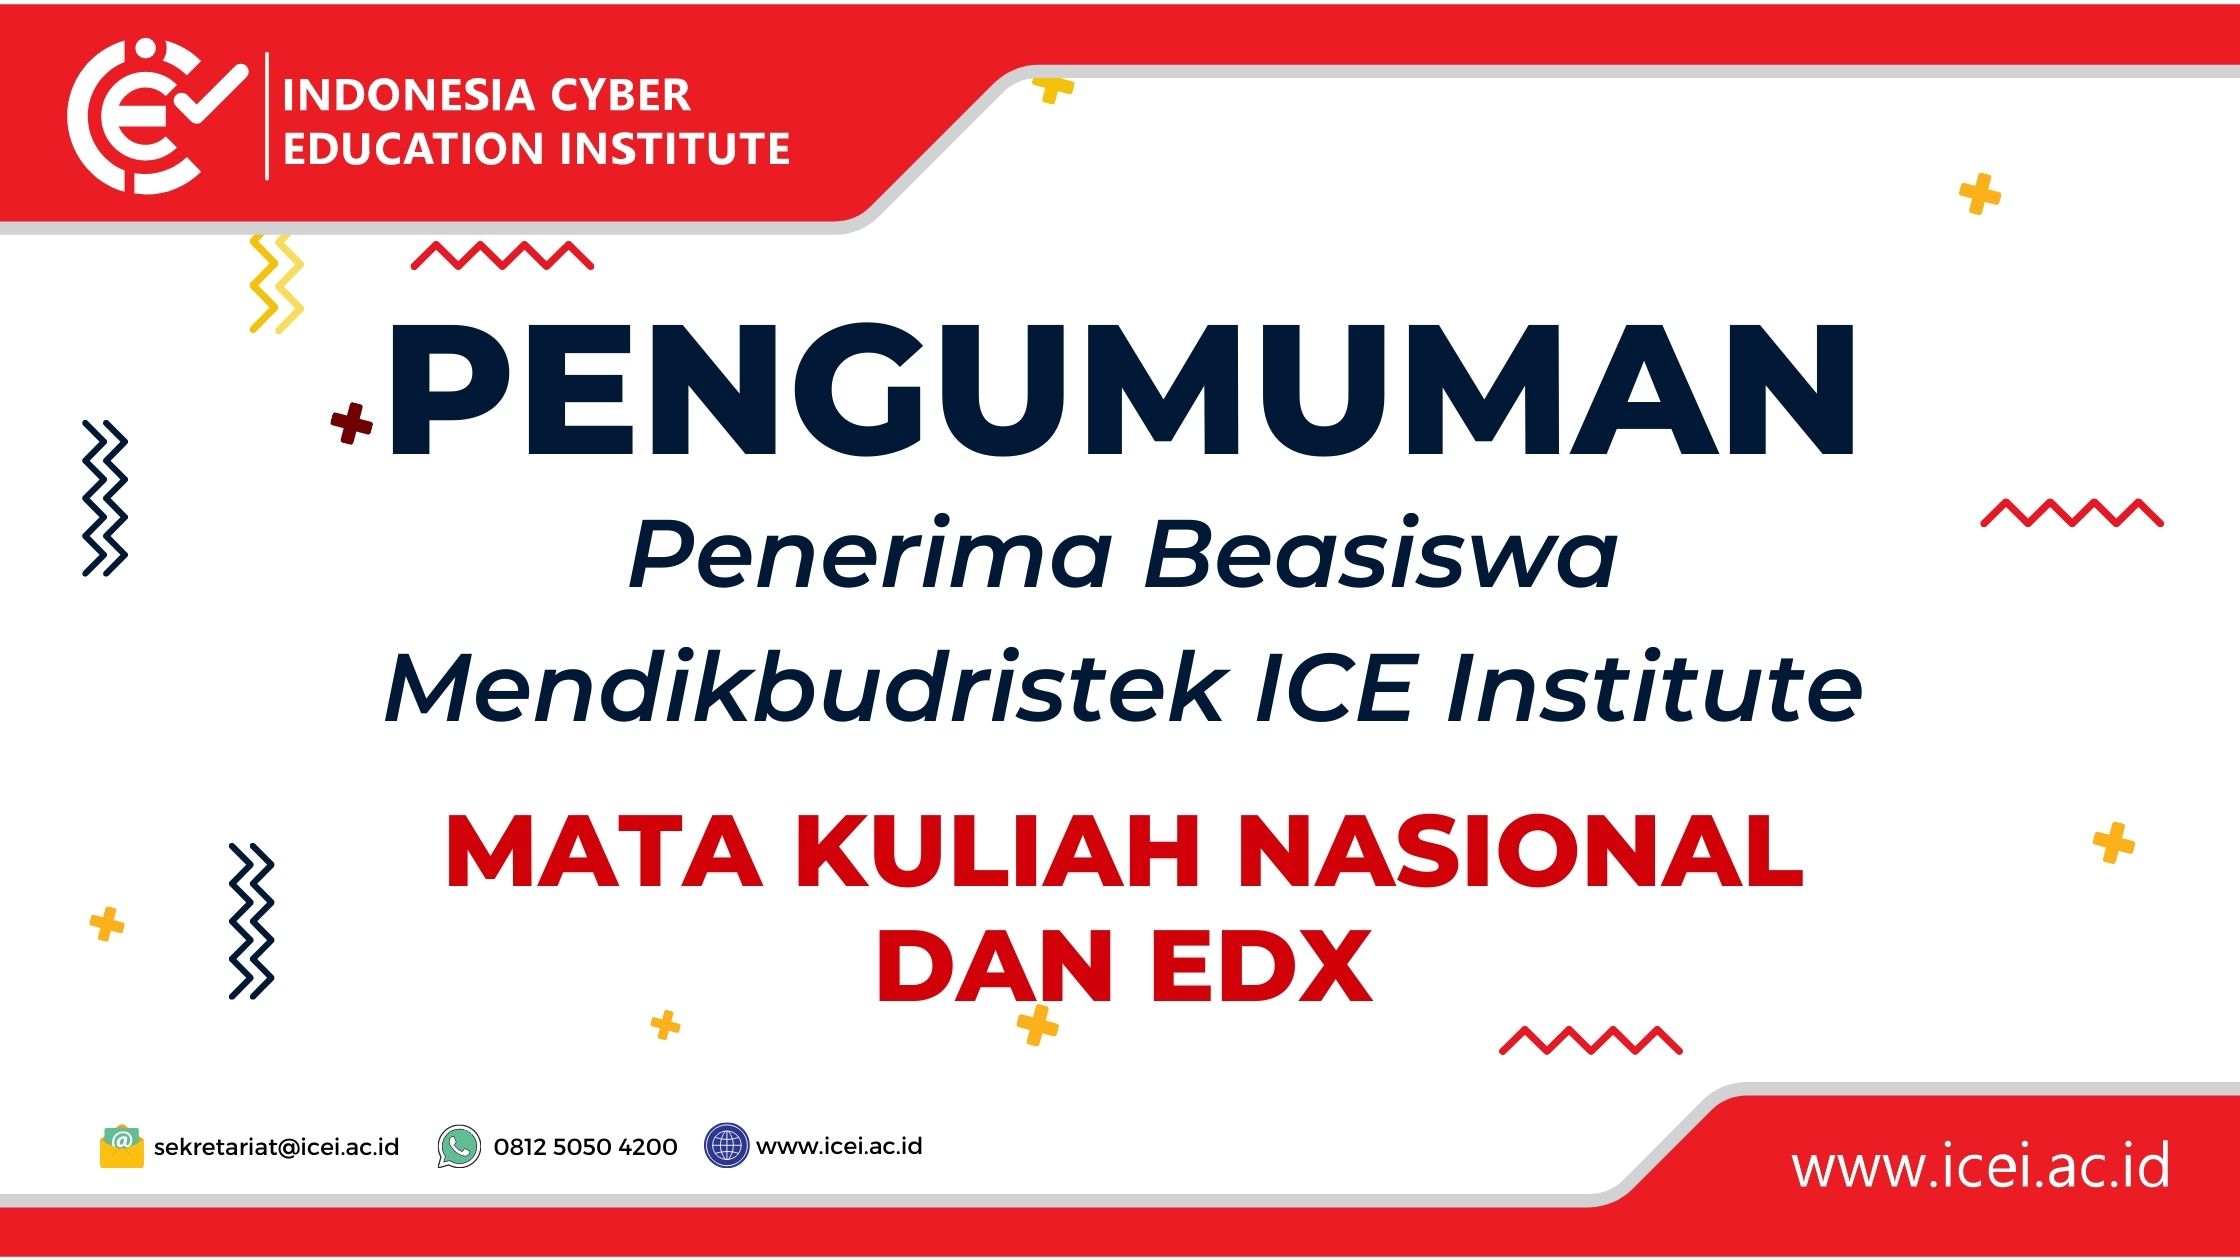 INDONESIA CYBER
EDUCATION INSTITUTE
PENGUMUMAN
Penerima Beasiswa
Mendikbudristek ICE Institute
MATA KULIAH NASIONAL
DAN EDX
sekretariat@icei.ac.id 0812 5050 4200 www.icei.ac.id
www.icei.ac.id